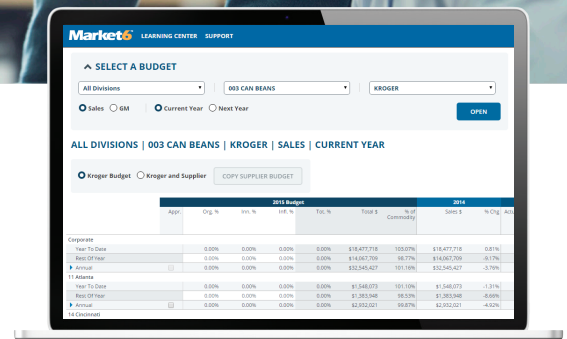 Market6 LEARNING CENTER SUPPORT
SELECT A BUDGET
All Divisions 003 CAN BEANS KROGER
Sales GM Current Year Next Year
OPEN
ALL DIVISIONS | 003 CAN BEANS | KROGER | SALES | CURRENT YEAR
Kroger Budget Kroger and Supplier COPY SUPPLIER BUDGET
2015 Budget 2014
Appr. Org. % Inn. % Infl. % Tot. % Total $ % of Commodity Sales $ % Chg
Corporate
Year To Date 0.00% 0.00% 0.00% 0.00% $18,477,718 103.07% $18,477,718 0.81%
Rest Of Year 0.00% 0.00% 0.00% 0.00% $14,067,709 98.77% $14,067,709 -9.17%
Annual 0.00% 0.00% 0.00% 0.00% $32,545,427 101.16% $32,545,427 -3.76%
11 Atlanta
Year To Date 0.00% 0.00% 0.00% 0.00% $1,548,073 101.10% $1,548,073 -1.31%
Rest Of Year 0.00% 0.00% 0.00% 0.00% $1,383,948 98.53% $1,383,948 -8.66%
Annual 0.00% 0.00% 0.00% 0.00% $2,932,021 99.87% $2,932,021 -4.92%
14 Cincinnati